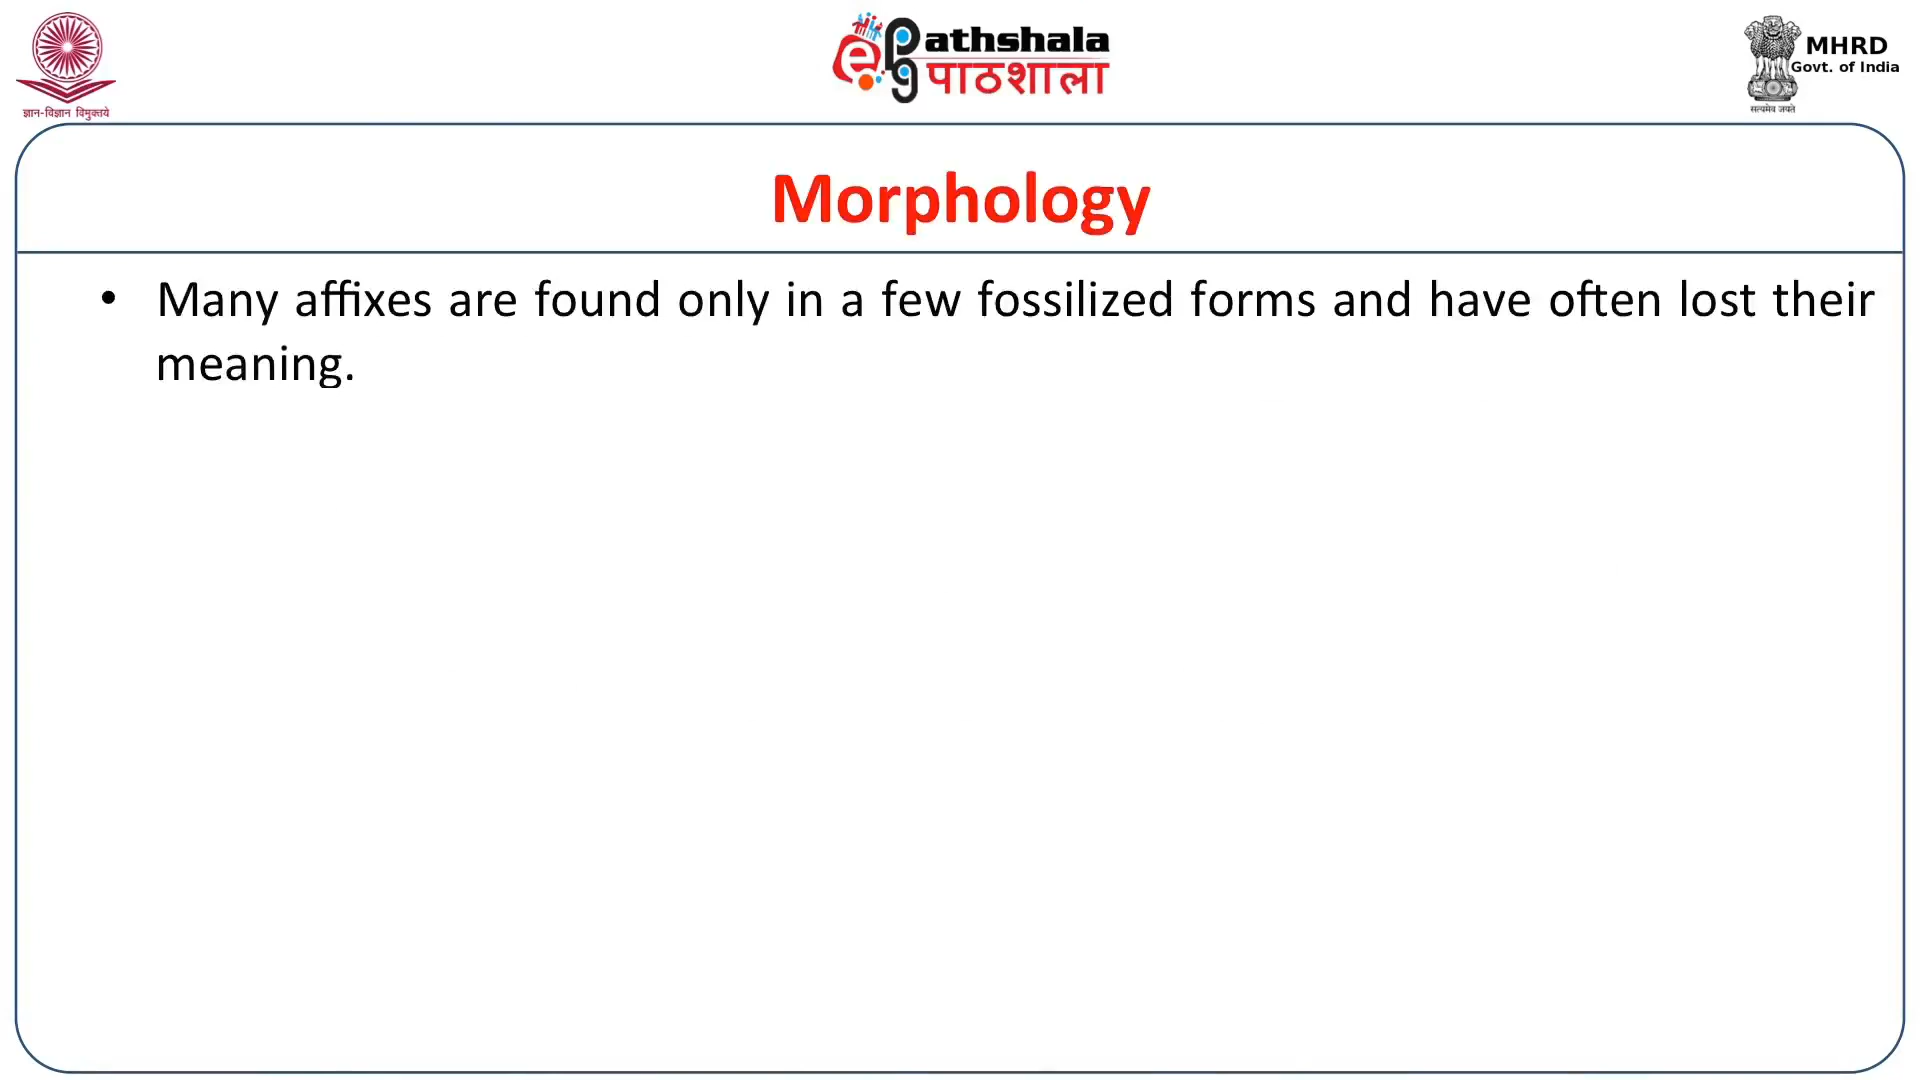 ज्ञान-विज्ञान विमुक्तये
e Pathshala
पाठशाला
MHRD
Govt. of India
सत्यमेव जयते
Morphology
• Many affixes are found only in a few fossilized forms and have often lost their
meaning.